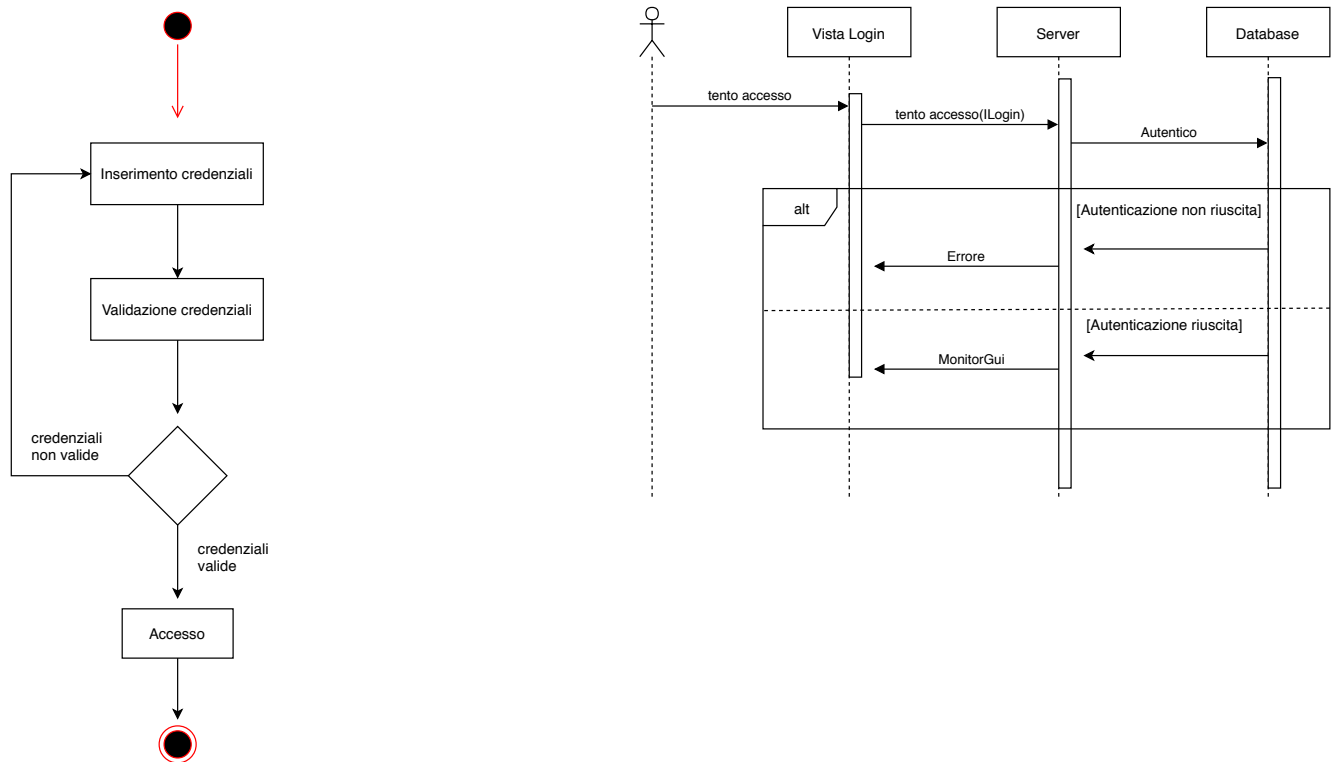 Inserimento credenziali
Validazione credenziali
credenziali
non valide
credenziali
valide
Accesso
Vista Login
Server
Database
tento accesso
tento accesso(ILogin)
Autentico
alt
[Autenticazione non riuscita]
Errore
[Autenticazione riuscita]
MonitorGui